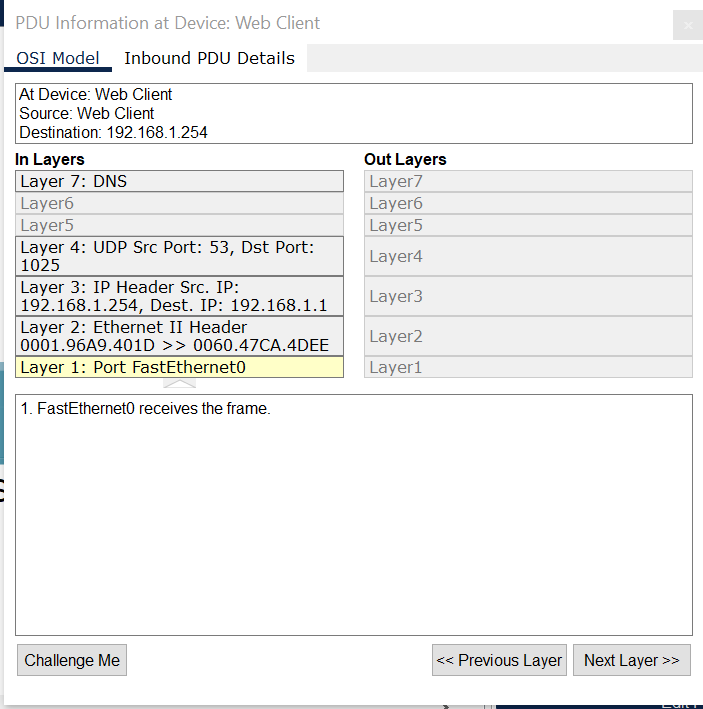 PDU Information at Device: Web Client
OSI Model
Inbound PDU Details
At Device: Web Client
Source: Web Client
Destination: 192.168.1.254
In Layers
Layer 7: DNS
Layer6
Layer5
Layer 4: UDP Src Port: 53, Dst Port:
1025
Layer 3: IP Header Src. IP:
192.168.1.254, Dest. IP: 192.168.1.1
Layer 2: Ethernet II Header
0001.96A9.401D >> 0060.47CA.4DEE
Layer 1: Port FastEthernet0
Out Layers
Layer7
Layer6
Layer5
Layer4
Layer3
Layer2
Layer1
1. FastEthernet0 receives the frame.
Challenge Me
<< Previous Layer
Next Layer >>